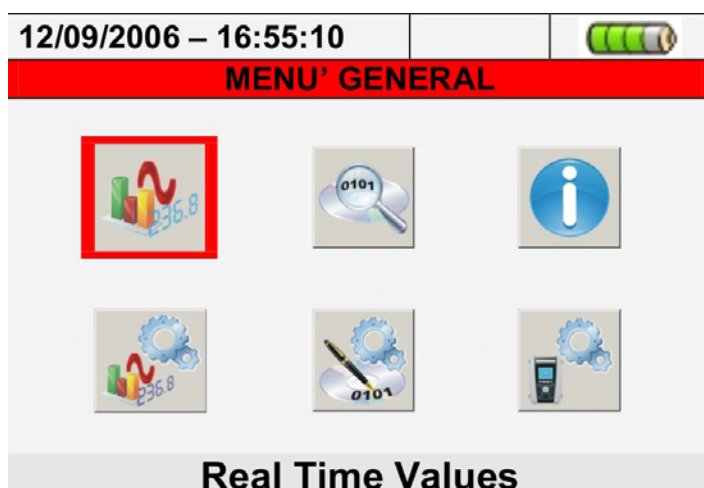 12/09/2006 – 16:55:10
MENU’ GENERAL
236.8
0101
236.8
0101
Real Time Values